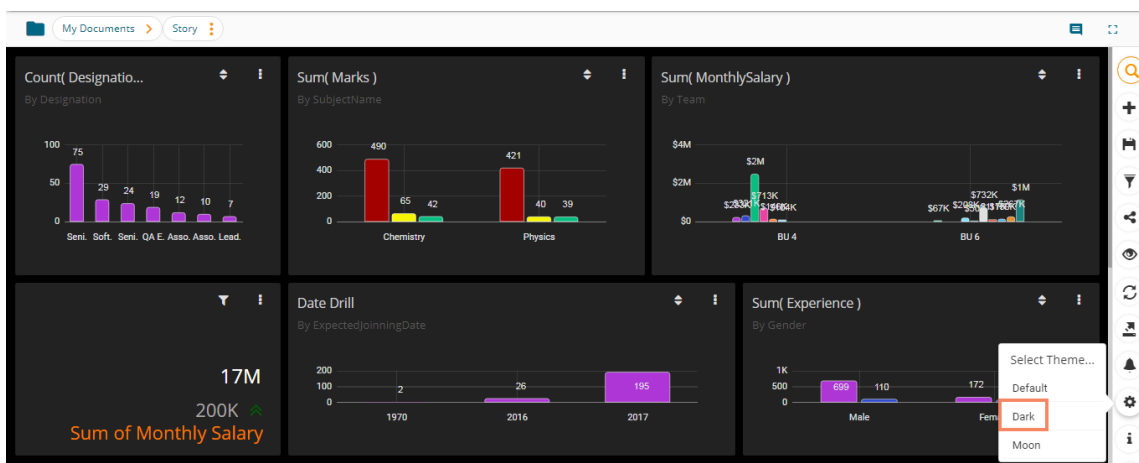 My Documents
Story
Count( Designatio...
By Designation
100
50
0
75
29
24
19
12
10
7
Seni. Soft. Seni. QA E. Asso. Asso. Lead.
Sum( Marks )
By SubjectName
600
400
200
0
490
65
42
421
40
39
Chemistry
Physics
Sum( MonthlySalary )
By Team
$4M
$2M
$0
$2M
$713K
BU 4
$67K
$732K
$1M
BU 6
17M
200K
Sum of Monthly Salary
Date Drill
By ExpectedJoinningDate
200
100
0
2
26
195
1970
2016
2017
Sum( Experience )
By Gender
1K
500
0
699
110
172
Male
Fem
Select Theme...
Default
Dark
Moon